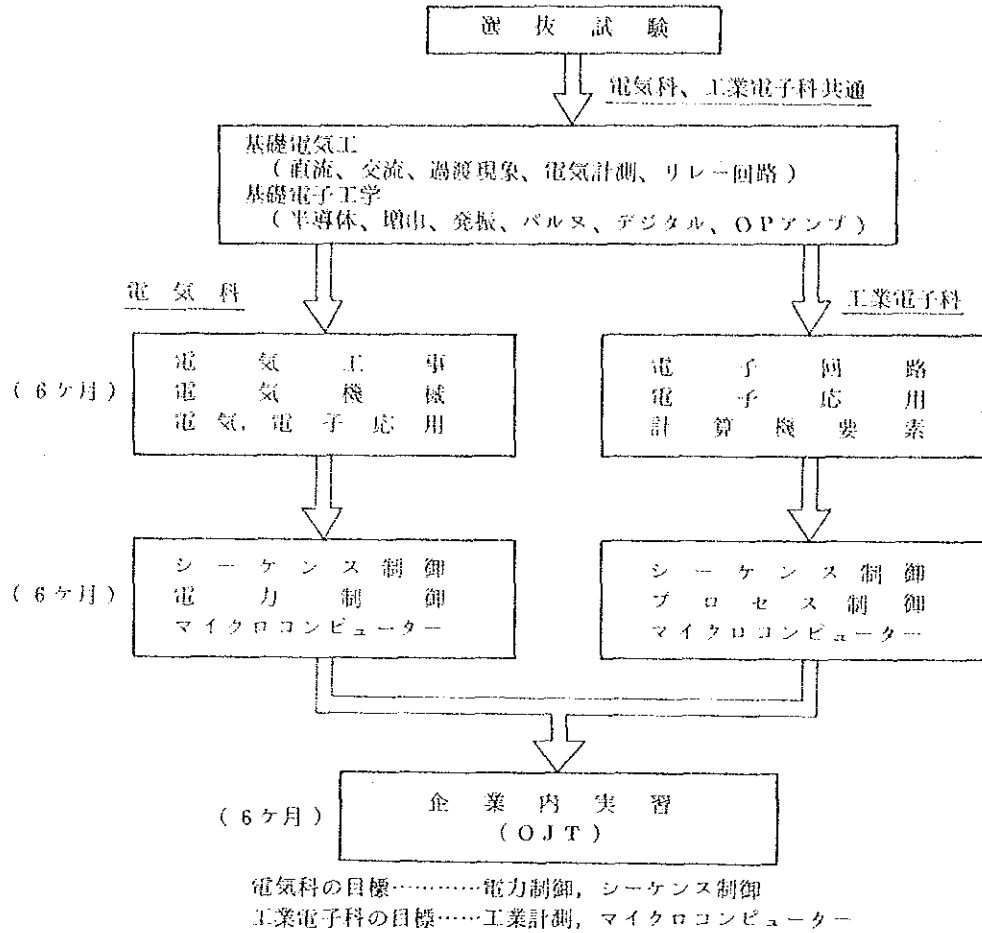 選抜試験
電気科、工業電子科共通
基礎電気工
(直流、交流、過渡現象、電気計測、リレー回路)
基礎電子工学
(半導体、増巾、発振、パルス、デジタル、OPアンプ)
電気科
工業電子科
(6ケ月)
電気工事
電気機械
電気,電子応用
電子回路
電子応用
計算機要素
(6ケ月)
シーケンス制御
電力制御
マイクロコンピューター
シーケンス制御
プロセス制御
マイクロコンピューター
(6ケ月)
企業内実習
(OJT)
電気科の目標…………電力制御,シーケンス制御
工業電子科の目標……工業計測,マイクロコンピューター